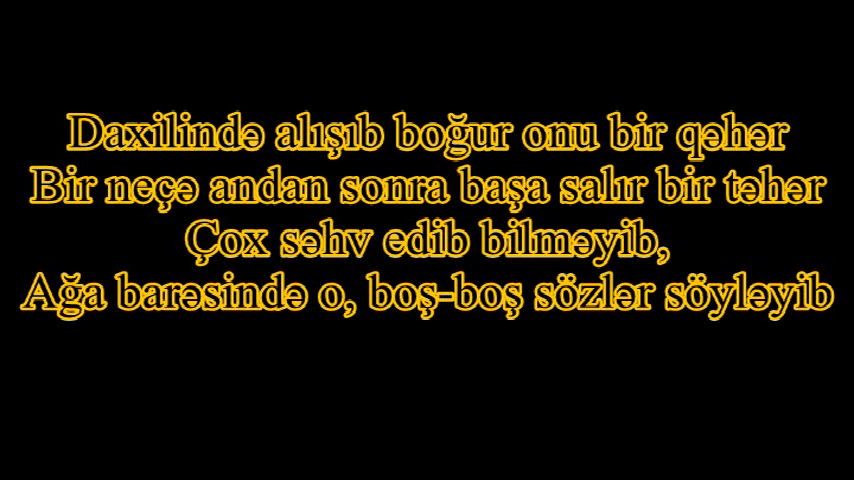 Daxilində alışıb boğur onu bir qəhər
Bir neçə andan sonra başa salır bir təhər
Çox səhv edib bilməyib,
Ağa barəsində o, boş-boş sözlər söyləyib